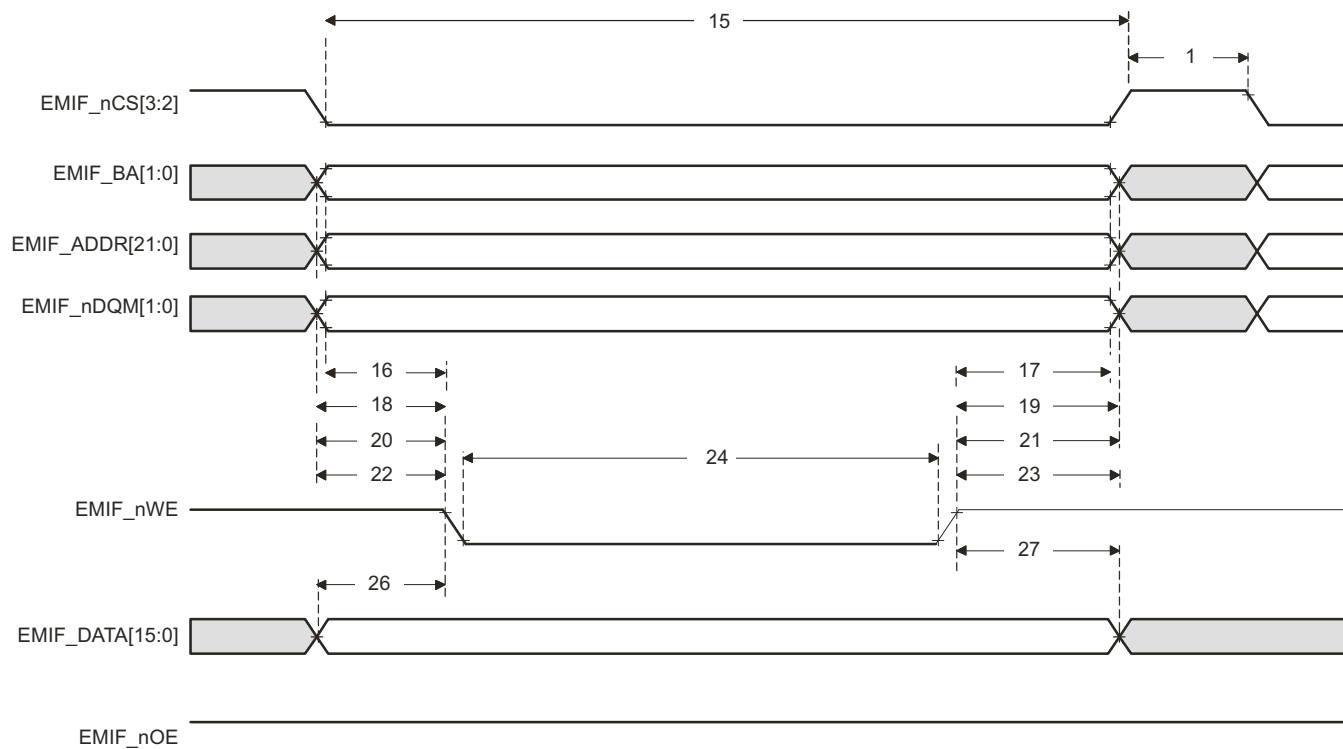 15
1
EMIF_nCS[3:2]
EMIF_BA[1:0]
EMIF_ADDR[21:0]
EMIF_nDQM[1:0]
16 17
18 19
20 21
24
22 23
EMIF_nWE
27
26
EMIF_DATA[15:0]
EMIF_nOE